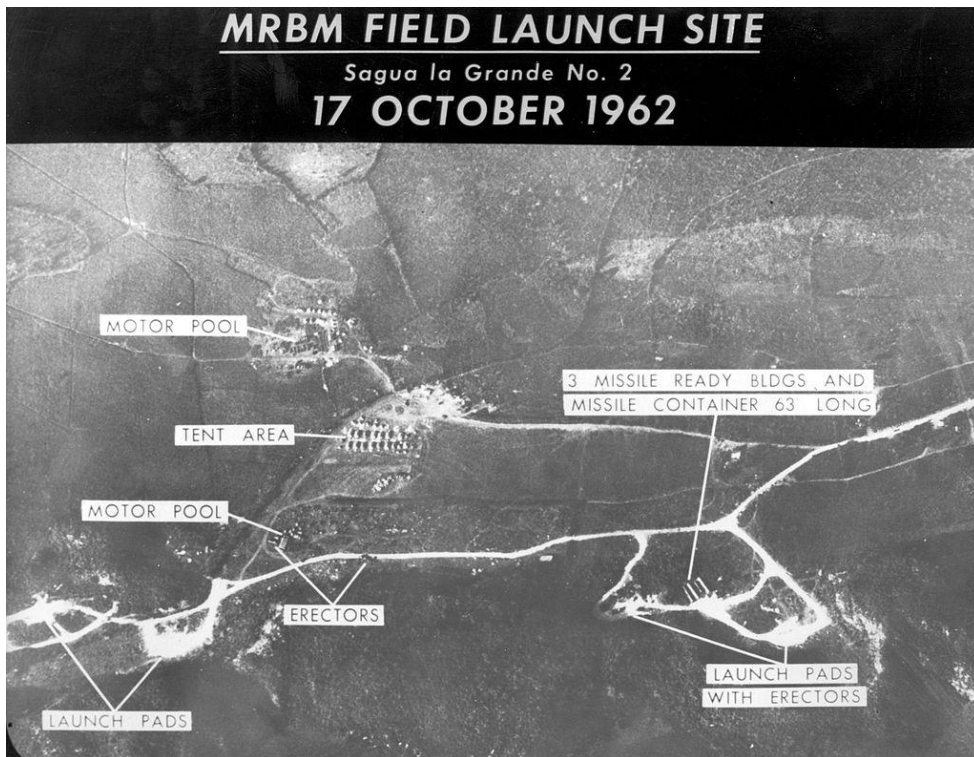 MRBM FIELD LAUNCH SITE
Sagua la Grande No. 2
17 OCTOBER 1962
MOTOR POOL
3 MISSILE READY BLDGS AND
MISSILE CONTAINER 63 LONG
TENT AREA
MOTOR POOL
ERECTORS
LAUNCH PADS
WITH ERECTORS
LAUNCH PADS